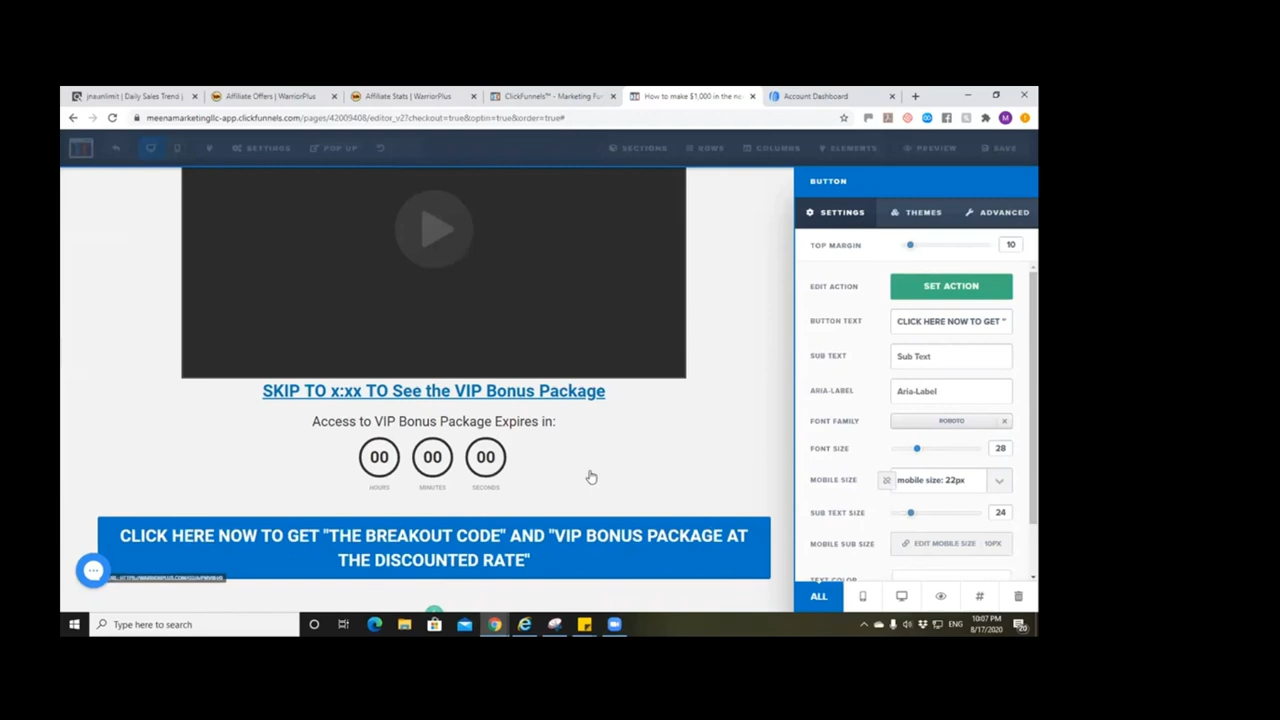 jnsunlimit | Daily Sales Trend |
Affiliate Offers | WarriorPlus
Affiliate Stats | WarriorPlus
ClickFunnels™ - Marketing Fu
How to make $1,000 in the ne
Account Dashboard
meenamarketingllc-app.clickfunnels.com/pages/42009408/editor_v2?checkout=true&optin=true&order=true#
SETTINGS
POP UP
SECTIONS
ROWS
COLUMNS
ELEMENTS
PREVIEW
SAVE
SKIP TO x:xx TO See the VIP Bonus Package
Access to VIP Bonus Package Expires in:
00 00 00
HOURS MINUTES SECONDS
CLICK HERE NOW TO GET "THE BREAKOUT CODE" AND "VIP BONUS PACKAGE AT
THE DISCOUNTED RATE"
BUTTON
SETTINGS THEMES ADVANCED
TOP MARGIN 10
EDIT ACTION SET ACTION
BUTTON TEXT CLICK HERE NOW TO GET "
SUB TEXT Sub Text
ARIA-LABEL Aria-Label
FONT FAMILY ROBOTO
FONT SIZE 28
MOBILE SIZE mobile size: 22px
SUB TEXT SIZE 24
MOBILE SUB SIZE EDIT MOBILE SIZE 10PX
TEXT COLOR
ALL
Type here to search
ENG
10:07 PM
8/17/2020
20